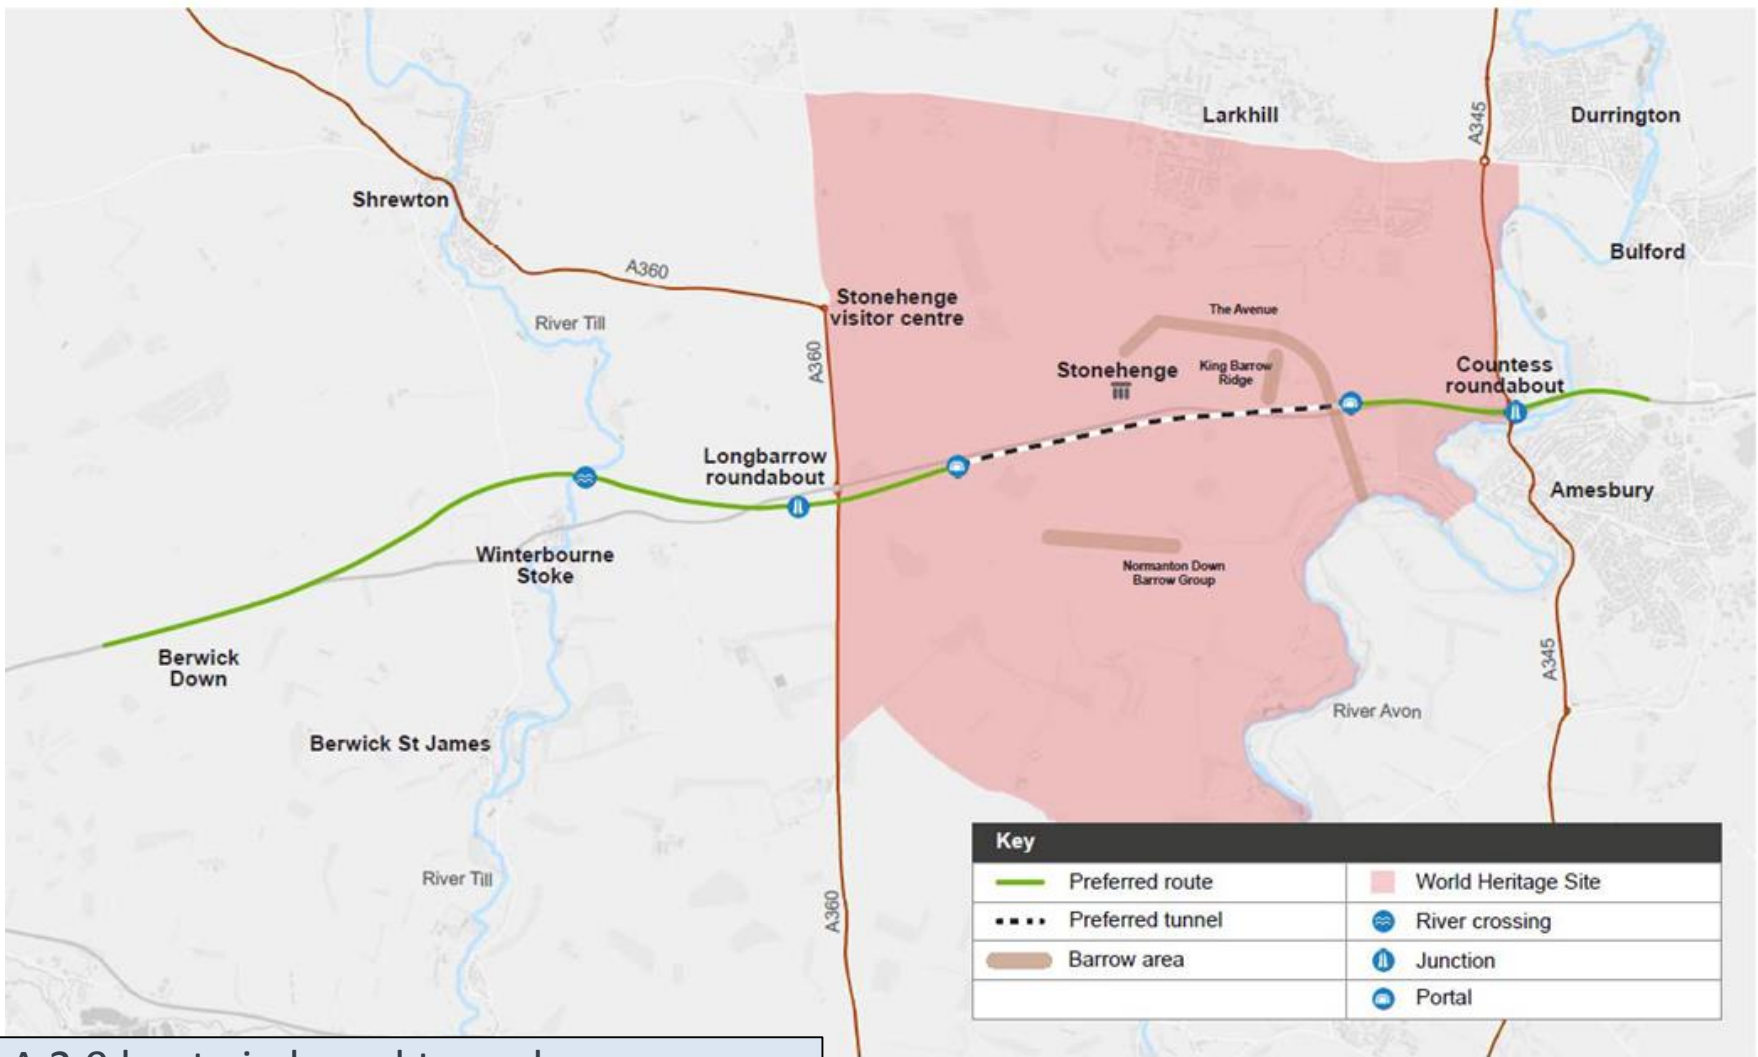 Larkhill
A345
Durrington
Shrewton
Bulford
A360
Stonehenge
visitor centre
The Avenue
River Till
A360
Stonehenge
King Barrow
Ridge
Countess
roundabout
Longbarrow
roundabout
Amesbury
Winterbourne
Stoke
Normanton Down
Barrow Group
Berwick
Down
A345
River Avon
Berwick St James
River Till
A360
Key
Preferred route
World Heritage Site
Preferred tunnel
River crossing
Barrow area
Junction
Portal